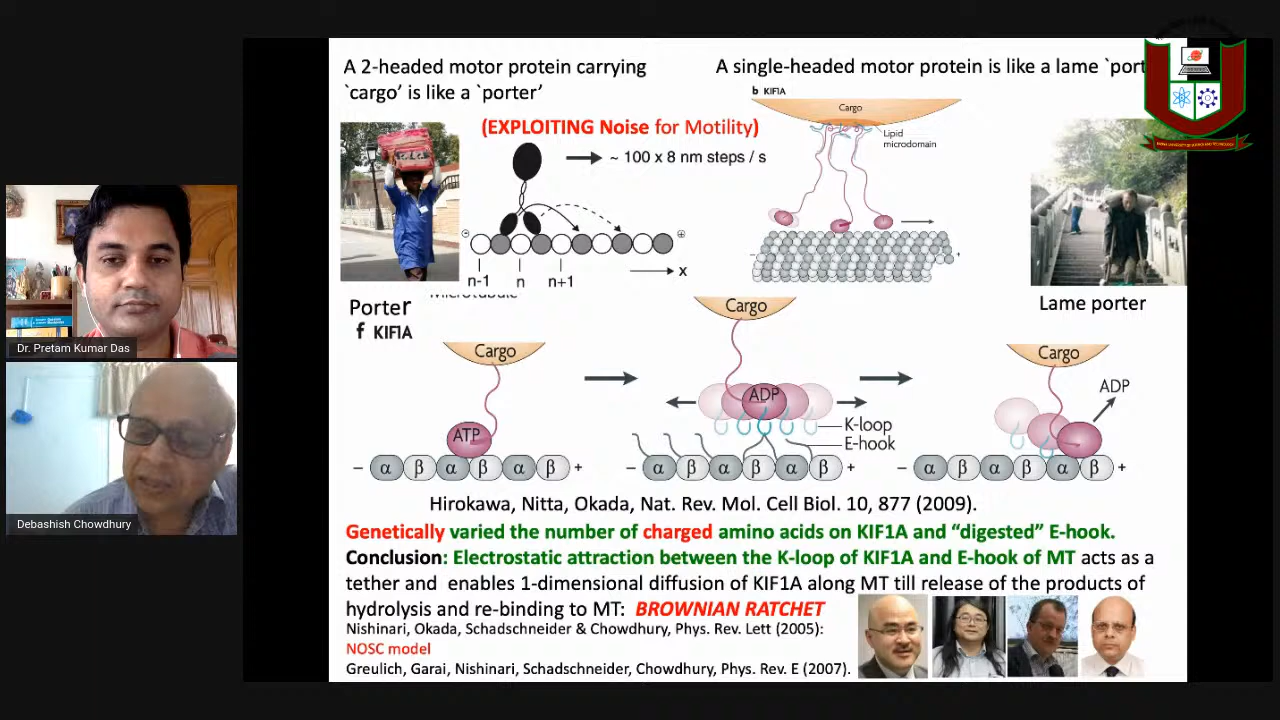 A 2-headed motor protein carrying
`cargo' is like a `porter'
A single-headed motor protein is like a lame `port
b KIF1A
Cargo
Lipid
microdomain
(EXPLOITING Noise for Motility)
~ 100 x 8 nm steps / s
n-1 n n+1
x
Porter
Lame porter
f KIF1A
Cargo
ATP
− α β α β α β +
Cargo
ADP
K-loop
E-hook
− α β α β α β +
Cargo
ADP
− α β α β α β +
Hirokawa, Nitta, Okada, Nat. Rev. Mol. Cell Biol. 10, 877 (2009).
Genetically varied the number of charged amino acids on KIF1A and “digested” E-hook.
Conclusion: Electrostatic attraction between the K-loop of KIF1A and E-hook of MT acts as a
tether and enables 1-dimensional diffusion of KIF1A along MT till release of the products of
hydrolysis and re-binding to MT: BROWNIAN RATCHET
Nishinari, Okada, Schadschneider & Chowdhury, Phys. Rev. Lett (2005):
NOSC model
Greulich, Garai, Nishinari, Schadschneider, Chowdhury, Phys. Rev. E (2007).
Dr. Pretam Kumar Das
Debashish Chowdhury